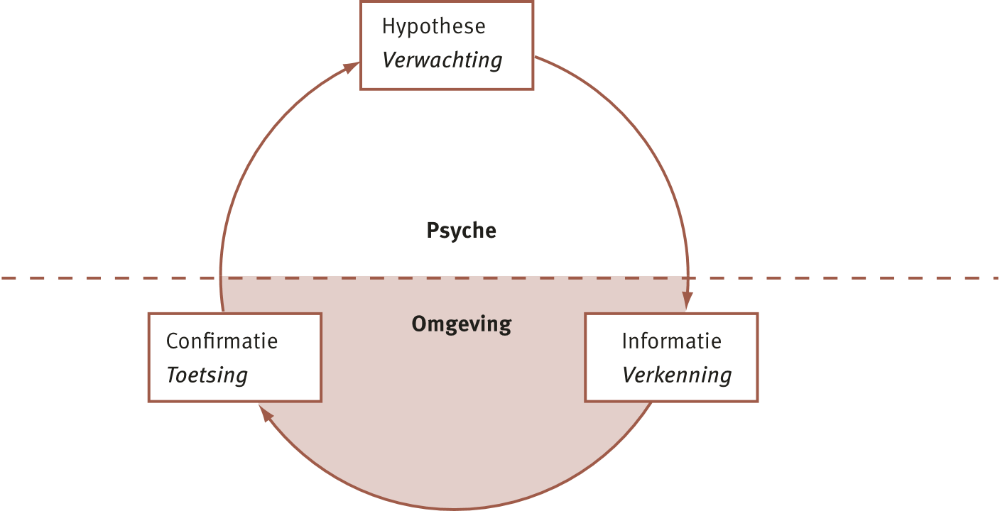 Hypothese
Verwachting
Psyche
Omgeving
Confirmatie
Toetsing
Informatie
Verkenning